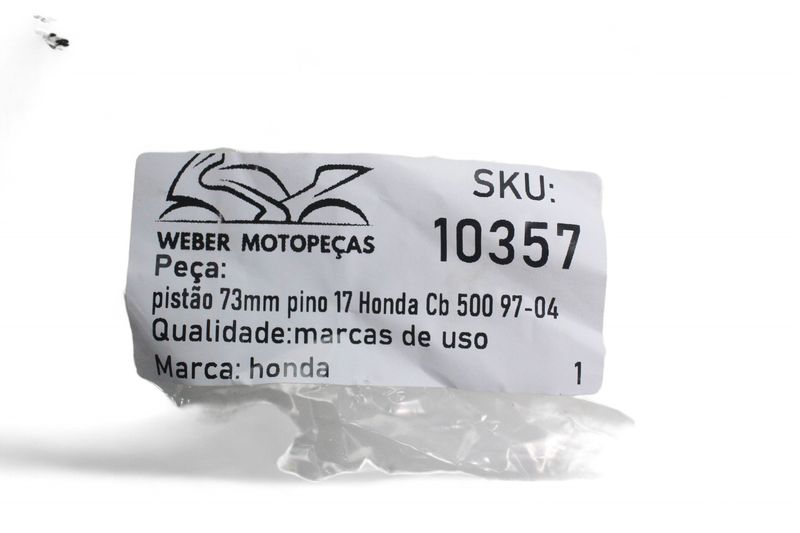 WEBER MOTOPEÇAS
SKU:
10357
Peça:
pistão 73mm pino 17 Honda Cb 500 97-04
Qualidade:marcas de uso
Marca: honda
1